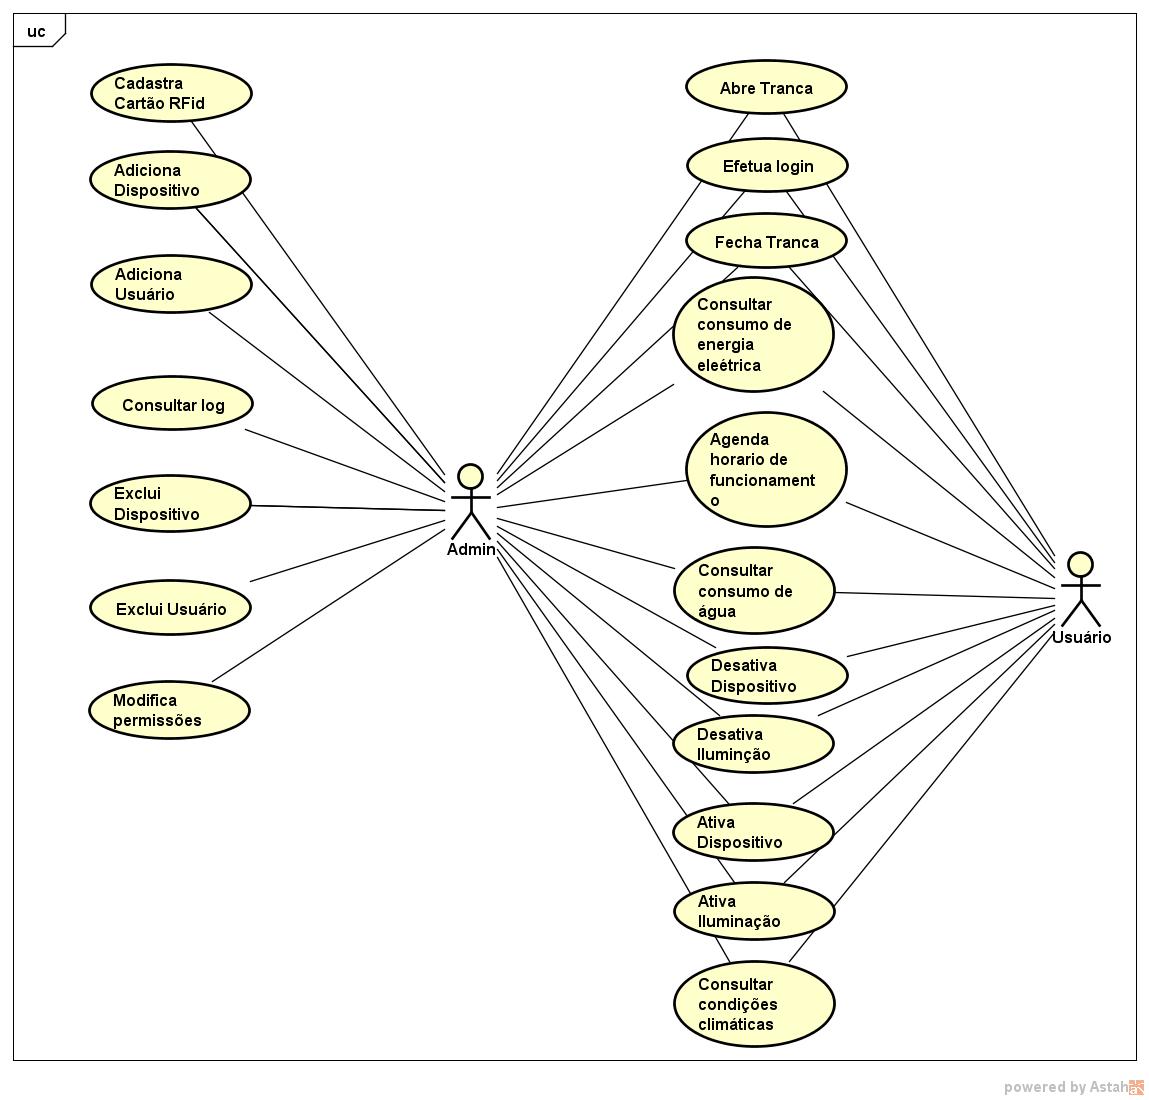 uc
Cadastra
Cartão RFid
Adiciona
Dispositivo
Adiciona
Usuário
Consultar log
Exclui
Dispositivo
Exclui Usuário
Modifica
permissões
Admin
Abre Tranca
Efetua login
Fecha Tranca
Consultar
consumo de
energia
eleétrica
Agenda
horario de
funcionament
o
Consultar
consumo de
água
Desativa
Dispositivo
Desativa
Iluminção
Ativa
Dispositivo
Ativa
Iluminação
Consultar
condições
climáticas
Usuário
powered by Astah